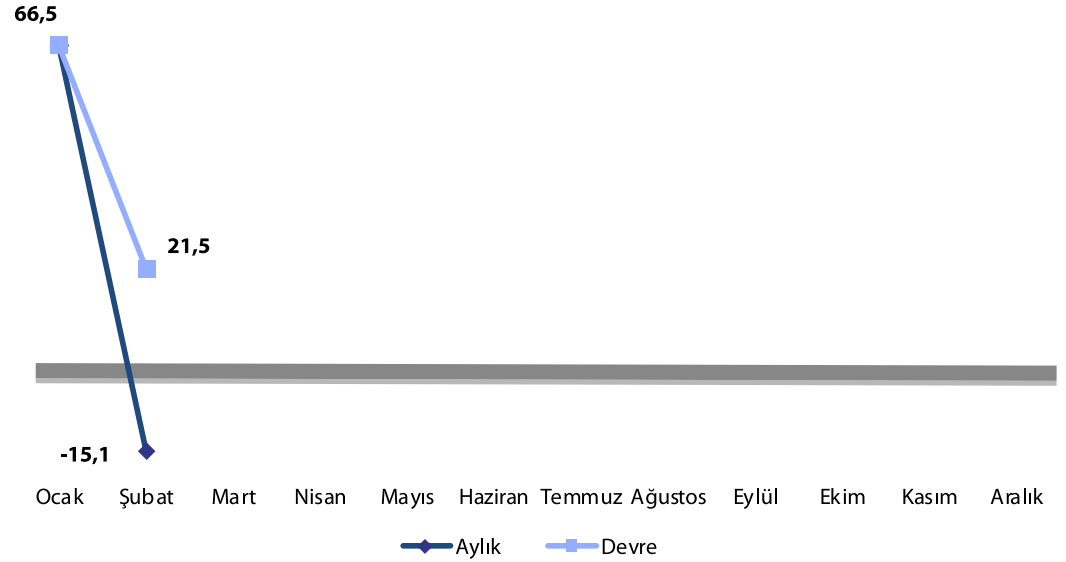 66,5
21,5
-15,1
Ocak Şubat Mart Nisan Mayıs Haziran Temmuz Ağustos Eylül Ekim Kasım Aralık
Aylık Devre